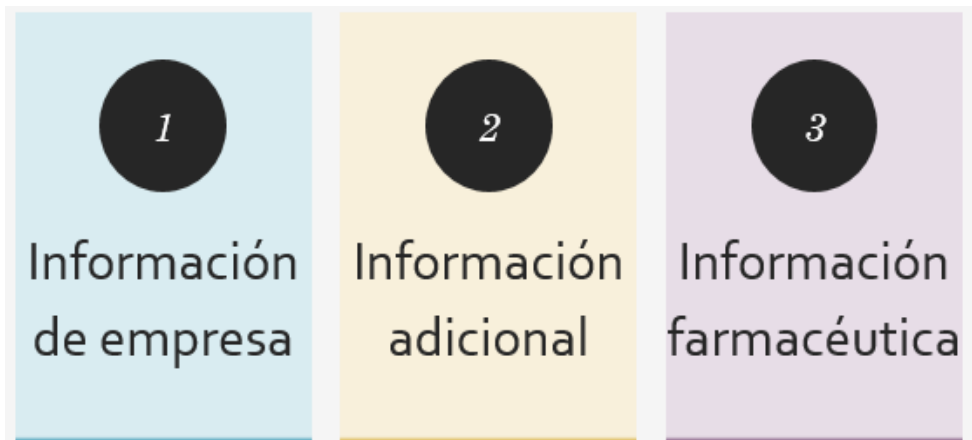 1
Información
de empresa
2
Información
adicional
3
Información
farmacéutica